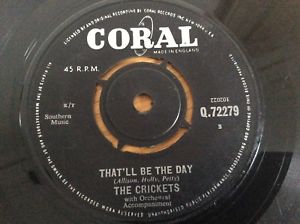 CORAL
MADE IN ENGLAND
45 R.P.M.
102022
R/T
Southern
Music
Q.72279
S
THAT'LL BE THE DAY
(Allison, Holly, Petty)
THE CRICKETS
with Orchestral
Accompaniment